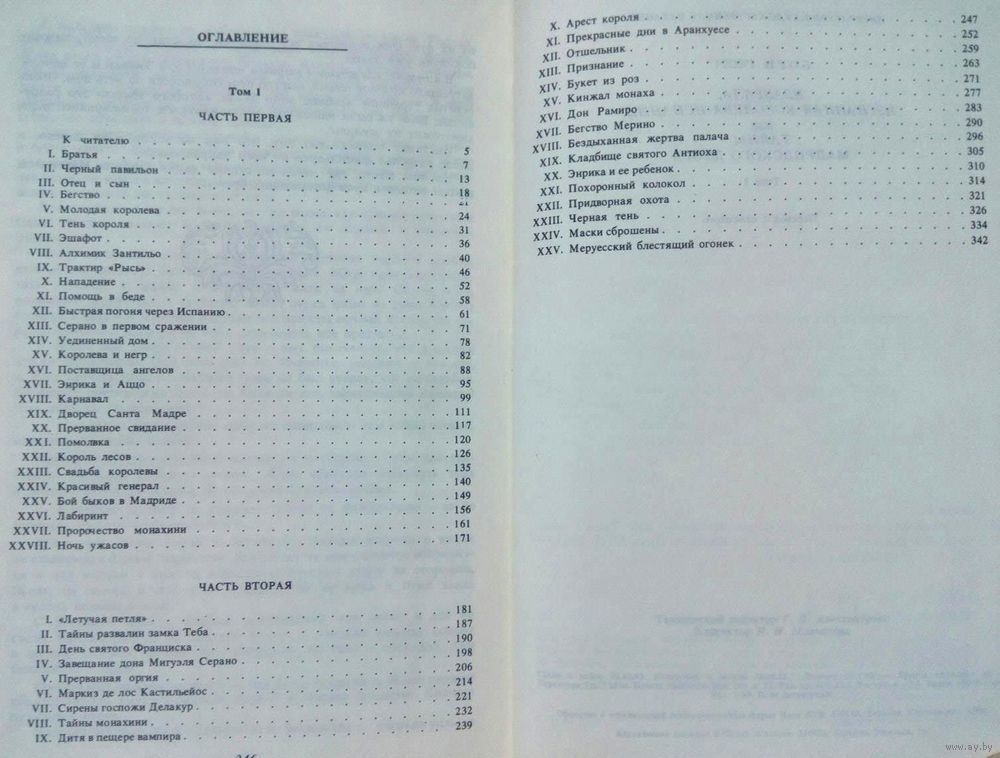 ОГЛАВЛЕНИЕ
Том I
ЧАСТЬ ПЕРВАЯ
К читателю . . . 5
I. Братья . . . 7
II. Черный павильон . . . 13
III. Отец и сын . . . 18
IV. Бегство . . . 21
V. Молодая королева . . . 24
VI. Тень короля . . . 31
VII. Эшафот . . . 36
VIII. Алхимик Зантильо . . . 40
IX. Трактир «Рысь» . . . 46
X. Нападение . . . 52
XI. Помощь в беде . . . 58
XII. Быстрая погоня через Испанию . . . 61
XIII. Серано в первом сражении . . . 71
XIV. Уединенный дом . . . 78
XV. Королева и негр . . . 82
XVI. Поставщица ангелов . . . 88
XVII. Энрика и Аццо . . . 95
XVIII. Карнавал . . . 99
XIX. Дворец Санта Мадре . . . 111
XX. Прерванное свидание . . . 117
XXI. Помолвка . . . 120
XXII. Король лесов . . . 126
XXIII. Свадьба королевы . . . 135
XXIV. Красивый генерал . . . 140
XXV. Бой быков в Мадриде . . . 149
XXVI. Лабиринт . . . 156
XXVII. Пророчество монахини . . . 161
XXVIII. Ночь ужасов . . . 171
ЧАСТЬ ВТОРАЯ
I. «Летучая петля» . . . 181
II. Тайны развалин замка Теба . . . 187
III. День святого Франциска . . . 190
IV. Завещание дона Мигуэля Серано . . . 198
V. Прерванная оргия . . . 206
VI. Маркиз де лос Кастильейос . . . 214
VII. Сирены госпожи Делакур . . . 221
VIII. Тайны монахини . . . 232
IX. Дитя в пещере вампира . . . 239
X. Арест короля . . . 247
XI. Прекрасные дни в Аранхуесе . . . 252
XII. Отшельник . . . 259
XIII. Признание . . . 263
XIV. Букет из роз . . . 271
XV. Кинжал монаха . . . 277
XVI. Дон Рамиро . . . 283
XVII. Бегство Мерино . . . 290
XVIII. Бездыханная жертва палача . . . 296
XIX. Кладбище святого Антиоха . . . 305
XX. Энрика и ее ребенок . . . 310
XXI. Похоронный колокол . . . 314
XXII. Придворная охота . . . 321
XXIII. Черная тень . . . 326
XXIV. Маски сброшены . . . 334
XXV. Меруесский блестящий огонек . . . 342
www.ay.by